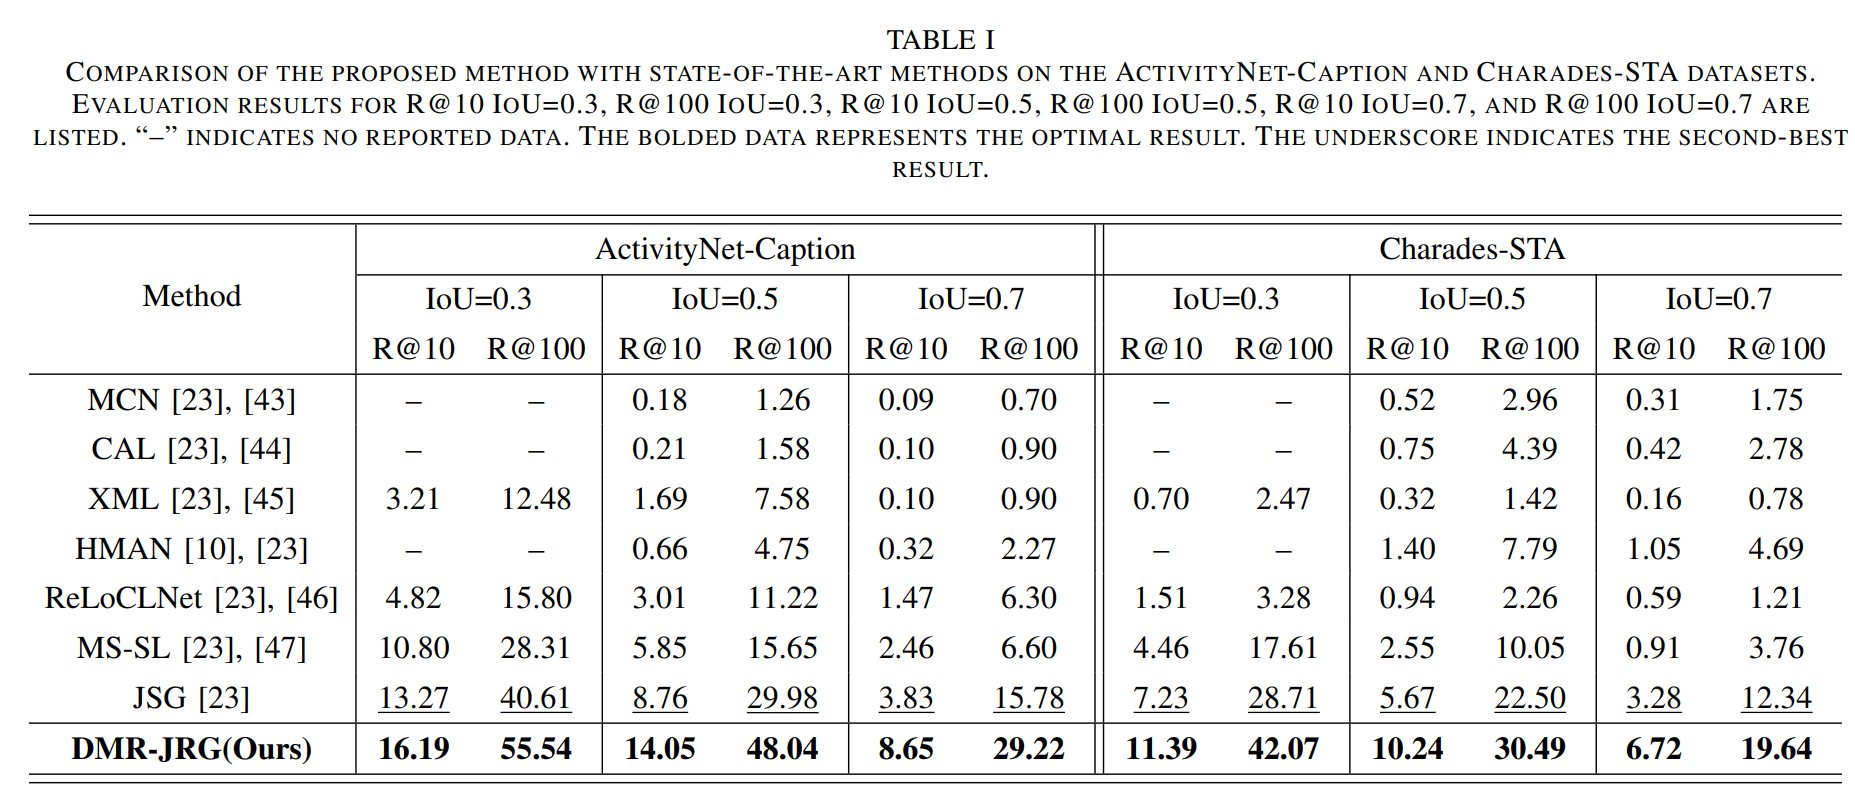 TABLE I
COMPARISON OF THE PROPOSED METHOD WITH STATE-OF-THE-ART METHODS ON THE ACTIVITYNET-CAPTION AND CHARADES-STA DATASETS.
EVALUATION RESULTS FOR R@10 IOU=0.3, R@100 IOU=0.3, R@10 IOU=0.5, R@100 IOU=0.5, R@10 IOU=0.7, AND R@100 IOU=0.7 ARE
LISTED. “–” INDICATES NO REPORTED DATA. THE BOLDED DATA REPRESENTS THE OPTIMAL RESULT. THE UNDERSCORE INDICATES THE SECOND-BEST
RESULT.
Method ActivityNet-Caption Charades-STA
IoU=0.3 IoU=0.5 IoU=0.7 IoU=0.3 IoU=0.5 IoU=0.7
R@10 R@100 R@10 R@100 R@10 R@100 R@10 R@100 R@10 R@100 R@10 R@100
MCN [23], [43] – – 0.18 1.26 0.09 0.70 – – 0.52 2.96 0.31 1.75
CAL [23], [44] – – 0.21 1.58 0.10 0.90 – – 0.75 4.39 0.42 2.78
XML [23], [45] 3.21 12.48 1.69 7.58 0.10 0.90 0.70 2.47 0.32 1.42 0.16 0.78
HMAN [10], [23] – – 0.66 4.75 0.32 2.27 – – 1.40 7.79 1.05 4.69
ReLoCLNet [23], [46] 4.82 15.80 3.01 11.22 1.47 6.30 1.51 3.28 0.94 2.26 0.59 1.21
MS-SL [23], [47] 10.80 28.31 5.85 15.65 2.46 6.60 4.46 17.61 2.55 10.05 0.91 3.76
JSG [23] 13.27 40.61 8.76 29.98 3.83 15.78 7.23 28.71 5.67 22.50 3.28 12.34
DMR-JRG(Ours) 16.19 55.54 14.05 48.04 8.65 29.22 11.39 42.07 10.24 30.49 6.72 19.64